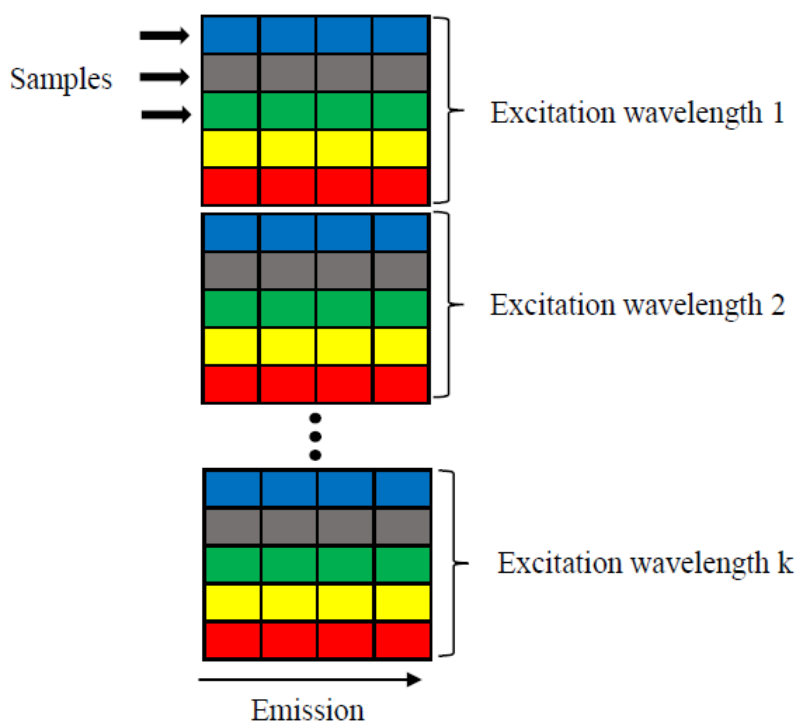 Samples
Excitation wavelength 1
Excitation wavelength 2
Excitation wavelength k
Emission